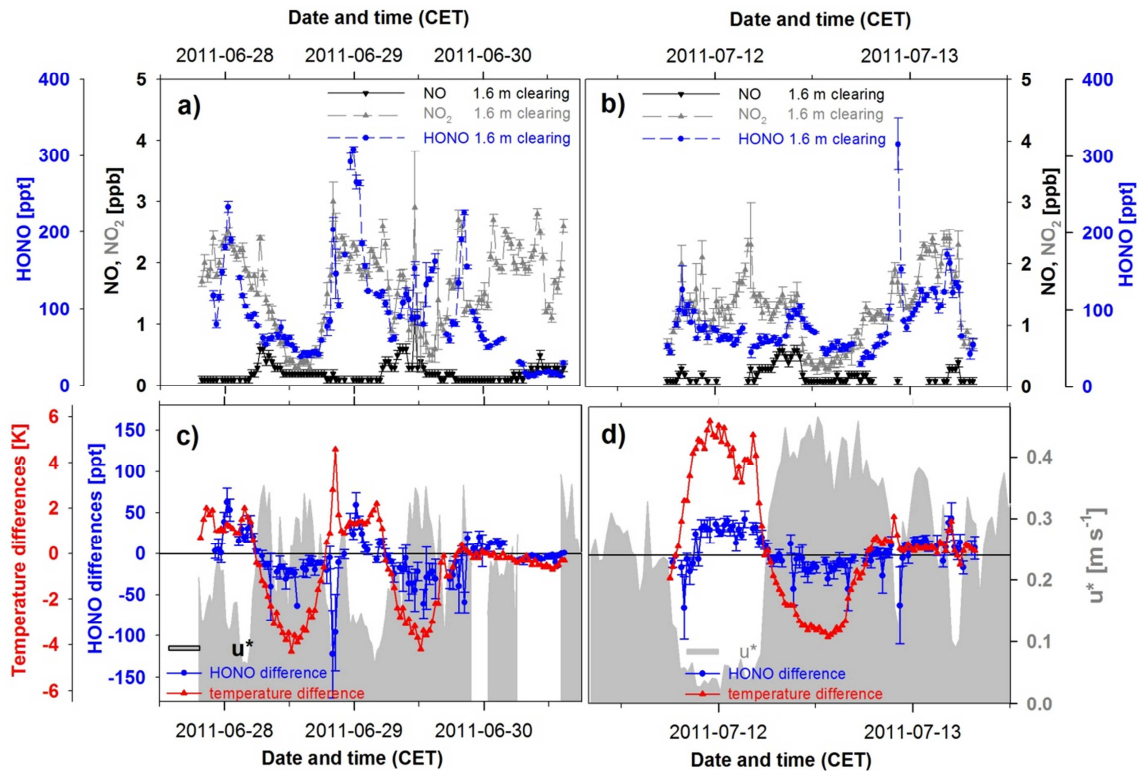 Date and time (CET)
Date and time (CET)
2011-06-28 2011-06-29 2011-06-30
2011-07-12 2011-07-13
400
300
200
100
0
HONO [ppt]
5
4
3
2
1
0
NO, NO2 [ppb]
a)
NO 1.6 m clearing
NO2 1.6 m clearing
HONO 1.6 m clearing
b)
NO 1.6 m clearing
NO2 1.6 m clearing
HONO 1.6 m clearing
5
4
3
2
1
0
NO, NO2 [ppb]
400
300
200
100
0
HONO [ppt]
6
4
2
0
-2
-4
-6
Temperature differences [K]
150
100
50
0
-50
-100
-150
HONO differences [ppt]
c)
u*
HONO difference
temperature difference
d)
u*
HONO difference
temperature difference
0.4
0.3
0.2
0.1
0.0
u* [m s-1]
2011-06-28 2011-06-29 2011-06-30
2011-07-12 2011-07-13
Date and time (CET)
Date and time (CET)